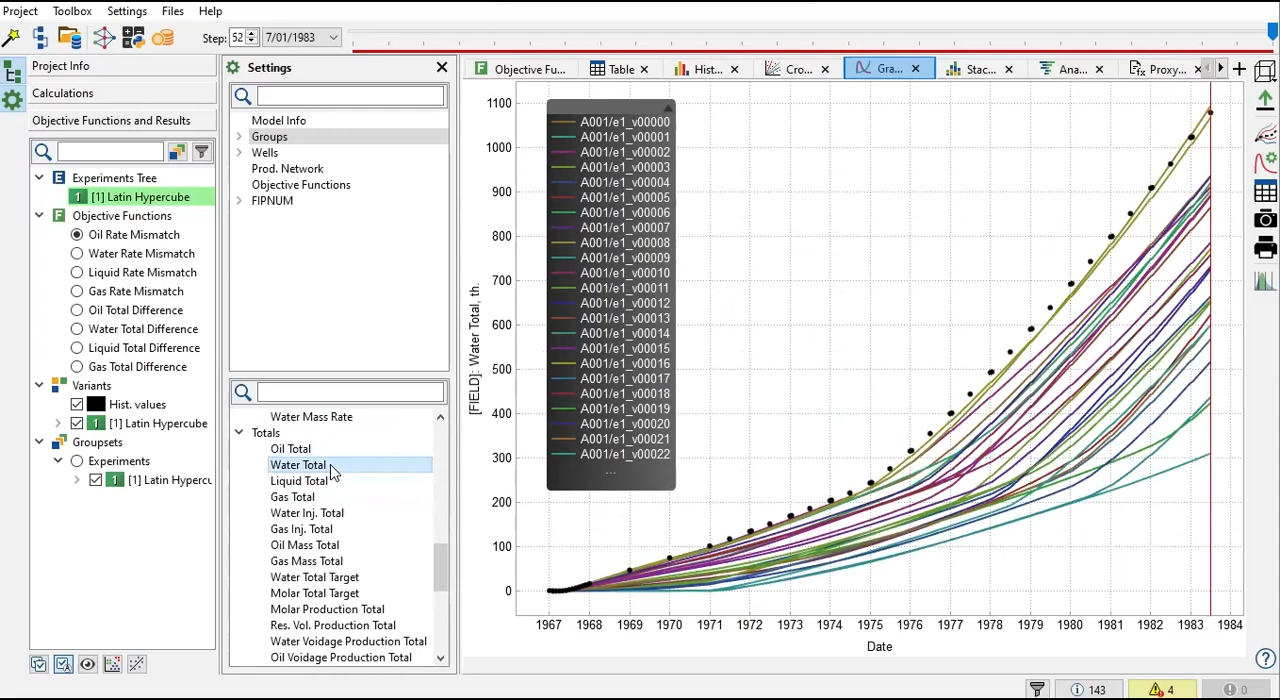 Project Toolbox Settings Files Help
Step: 52 7/01/1983
Project Info
Calculations
Objective Functions and Results
Experiments Tree
[1] Latin Hypercube
Objective Functions
Oil Rate Mismatch
Water Rate Mismatch
Liquid Rate Mismatch
Gas Rate Mismatch
Oil Total Difference
Water Total Difference
Liquid Total Difference
Gas Total Difference
Variants
Hist. values
[1] Latin Hypercube
Groupsets
Experiments
[1] Latin Hypercu
Settings
Model Info
Groups
Wells
Prod. Network
Objective Functions
FIPNUM
Water Mass Rate
Totals
Oil Total
Water Total
Liquid Total
Gas Total
Water Inj. Total
Gas Inj. Total
Oil Mass Total
Gas Mass Total
Water Total Target
Molar Total Target
Molar Production Total
Res. Vol. Production Total
Water Voidage Production Total
Oil Voidage Production Total
Objective Fu... Table Hist... Cro... Gra... Stac... Ana... Proxy...
[FIELD]: Water Total, th.
1100
1000
900
800
700
600
500
400
300
200
100
0
A001/e1_v00000
A001/e1_v00001
A001/e1_v00002
A001/e1_v00003
A001/e1_v00004
A001/e1_v00005
A001/e1_v00006
A001/e1_v00007
A001/e1_v00008
A001/e1_v00009
A001/e1_v00010
A001/e1_v00011
A001/e1_v00012
A001/e1_v00013
A001/e1_v00014
A001/e1_v00015
A001/e1_v00016
A001/e1_v00017
A001/e1_v00018
A001/e1_v00019
A001/e1_v00020
A001/e1_v00021
A001/e1_v00022
...
1967 1968 1969 1970 1971 1972 1973 1974 1975 1976 1977 1978 1979 1980 1981 1982 1983 1984
Date
143 4 0